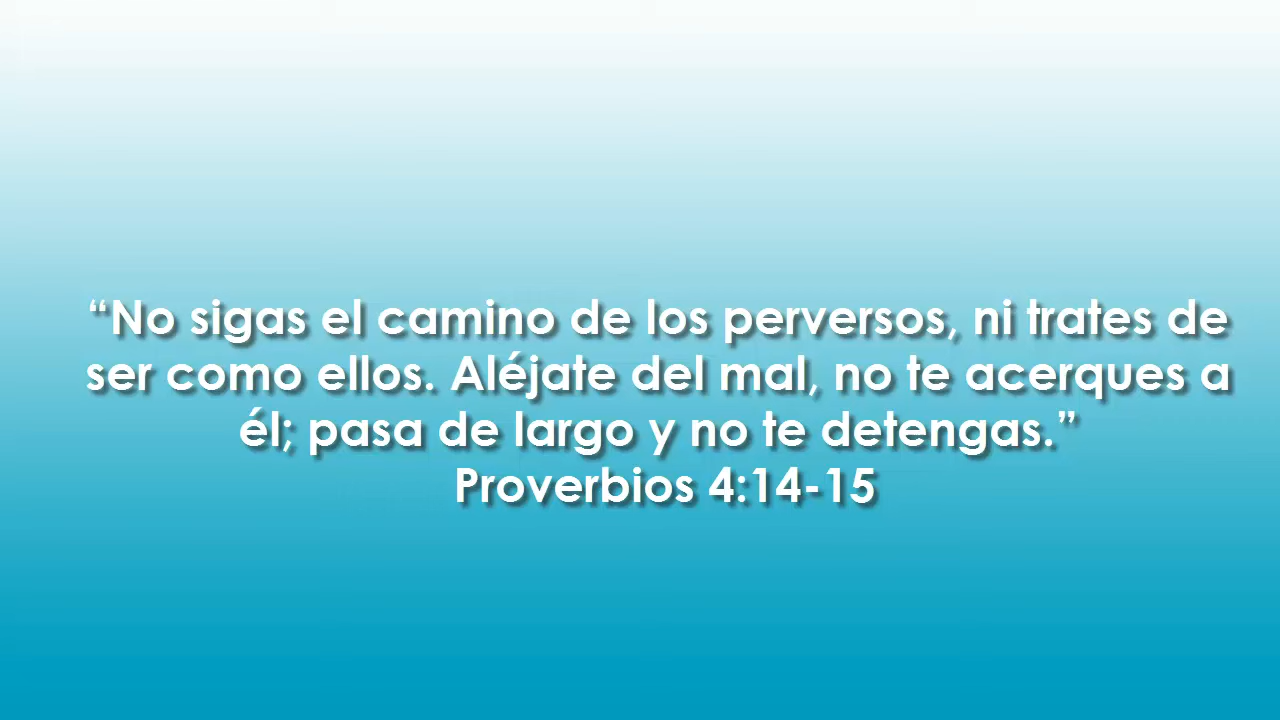 “No sigas el camino de los perversos, ni trates de
ser como ellos. Aléjate del mal, no te acerques a
él; pasa de largo y no te detengas.”
Proverbios 4:14-15